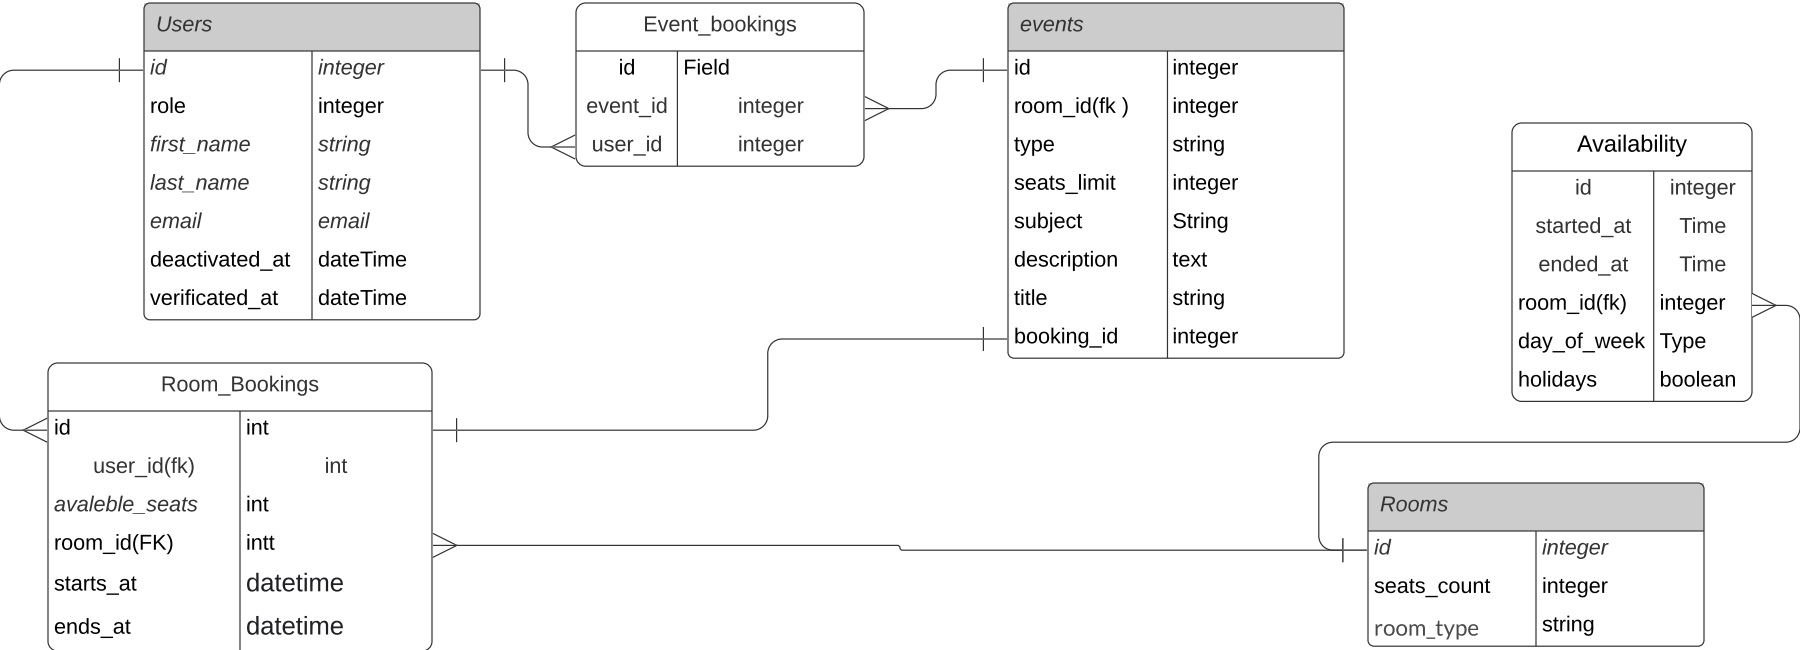 Users
id integer
role integer
first_name string
last_name string
email email
deactivated_at dateTime
verificated_at dateTime
Event_bookings
id Field
event_id integer
user_id integer
events
id integer
room_id(fk ) integer
type string
seats_limit integer
subject String
description text
title string
booking_id integer
Availability
id integer
started_at Time
ended_at Time
room_id(fk) integer
day_of_week Type
holidays boolean
Room_Bookings
id int
user_id(fk) int
avaleble_seats int
room_id(FK) intt
starts_at datetime
ends_at datetime
Rooms
id integer
seats_count integer
room_type string